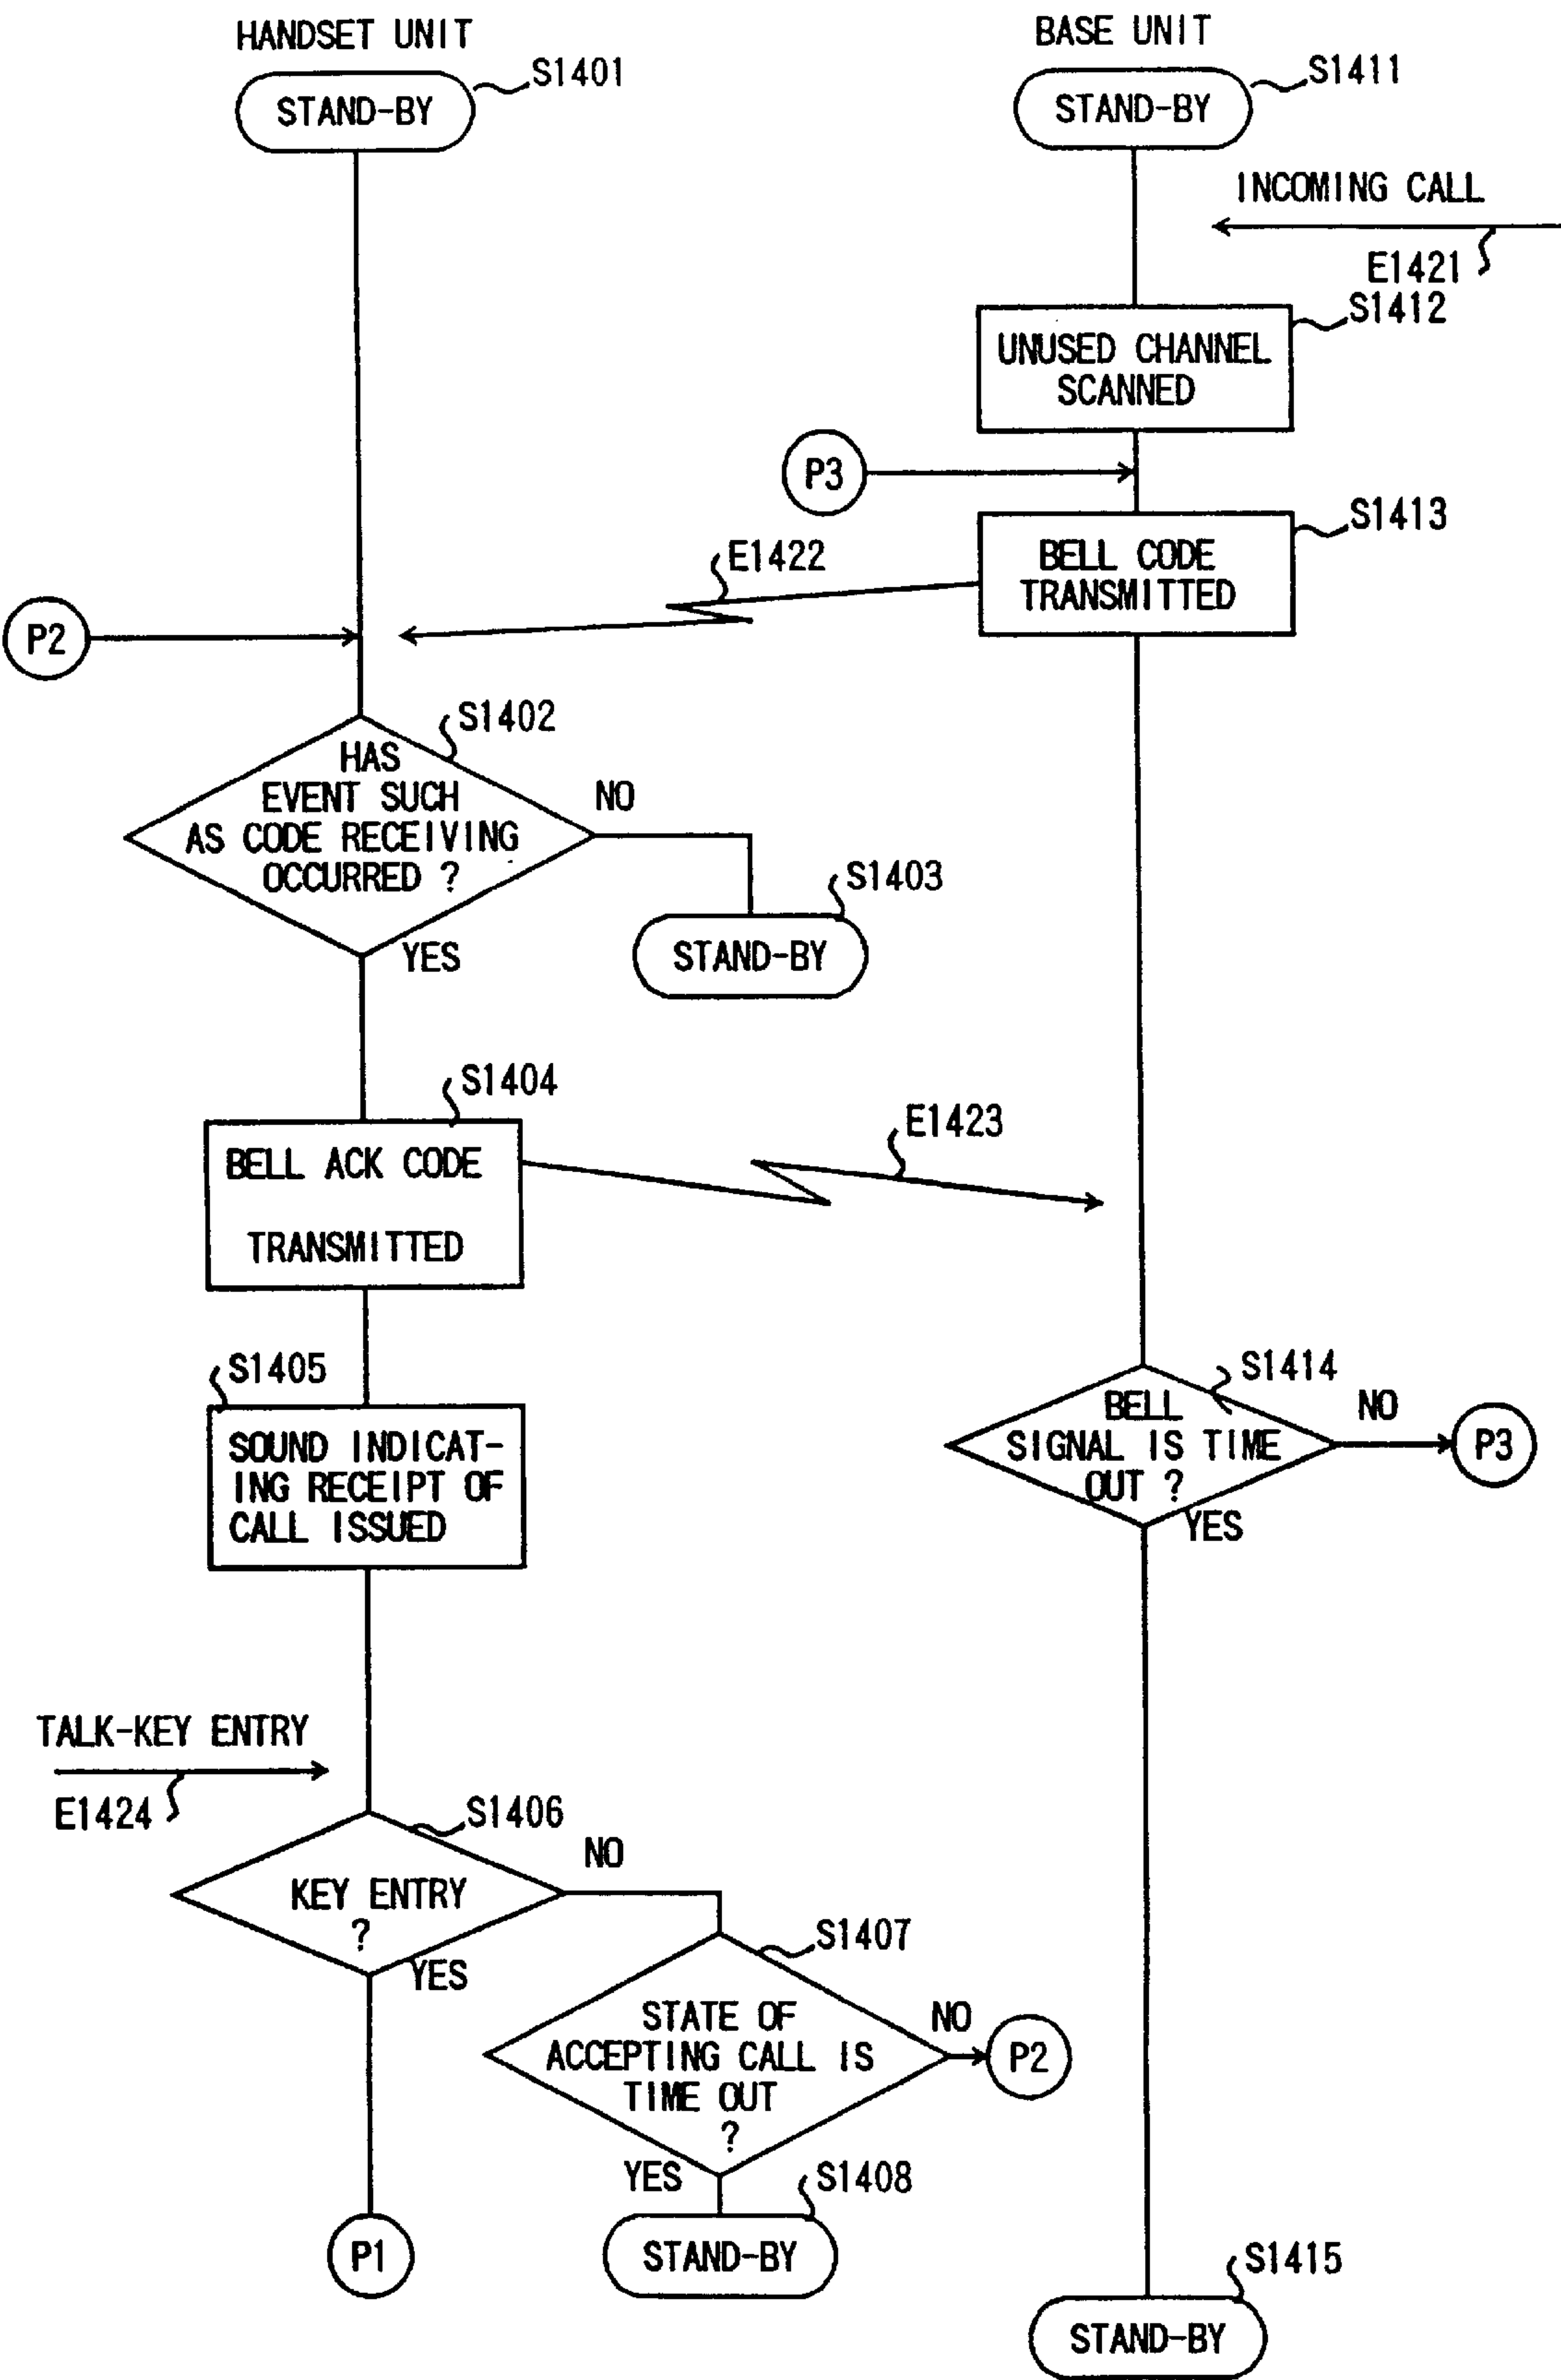 HANDSET UNIT
BASE UNIT
STAND-BY
S1401
STAND-BY
S1411
INCOMING CALL
E1421
S1412
UNUSED CHANNEL
SCANNED
P3
S1413
BELL CODE
TRANSMITTED
E1422
P2
S1402
HAS
EVENT SUCH
AS CODE RECEIVING
OCCURRED ?
NO
YES
S1403
STAND-BY
S1404
BELL ACK CODE
TRANSMITTED
E1423
S1405
SOUND INDICAT-
ING RECEIPT OF
CALL ISSUED
S1414
BELL
SIGNAL IS TIME
OUT ?
NO
P3
YES
TALK-KEY ENTRY
E1424
S1406
KEY ENTRY
?
NO
YES
S1407
STATE OF
ACCEPTING CALL IS
TIME OUT
?
NO
P2
YES
S1408
STAND-BY
P1
S1415
STAND-BY